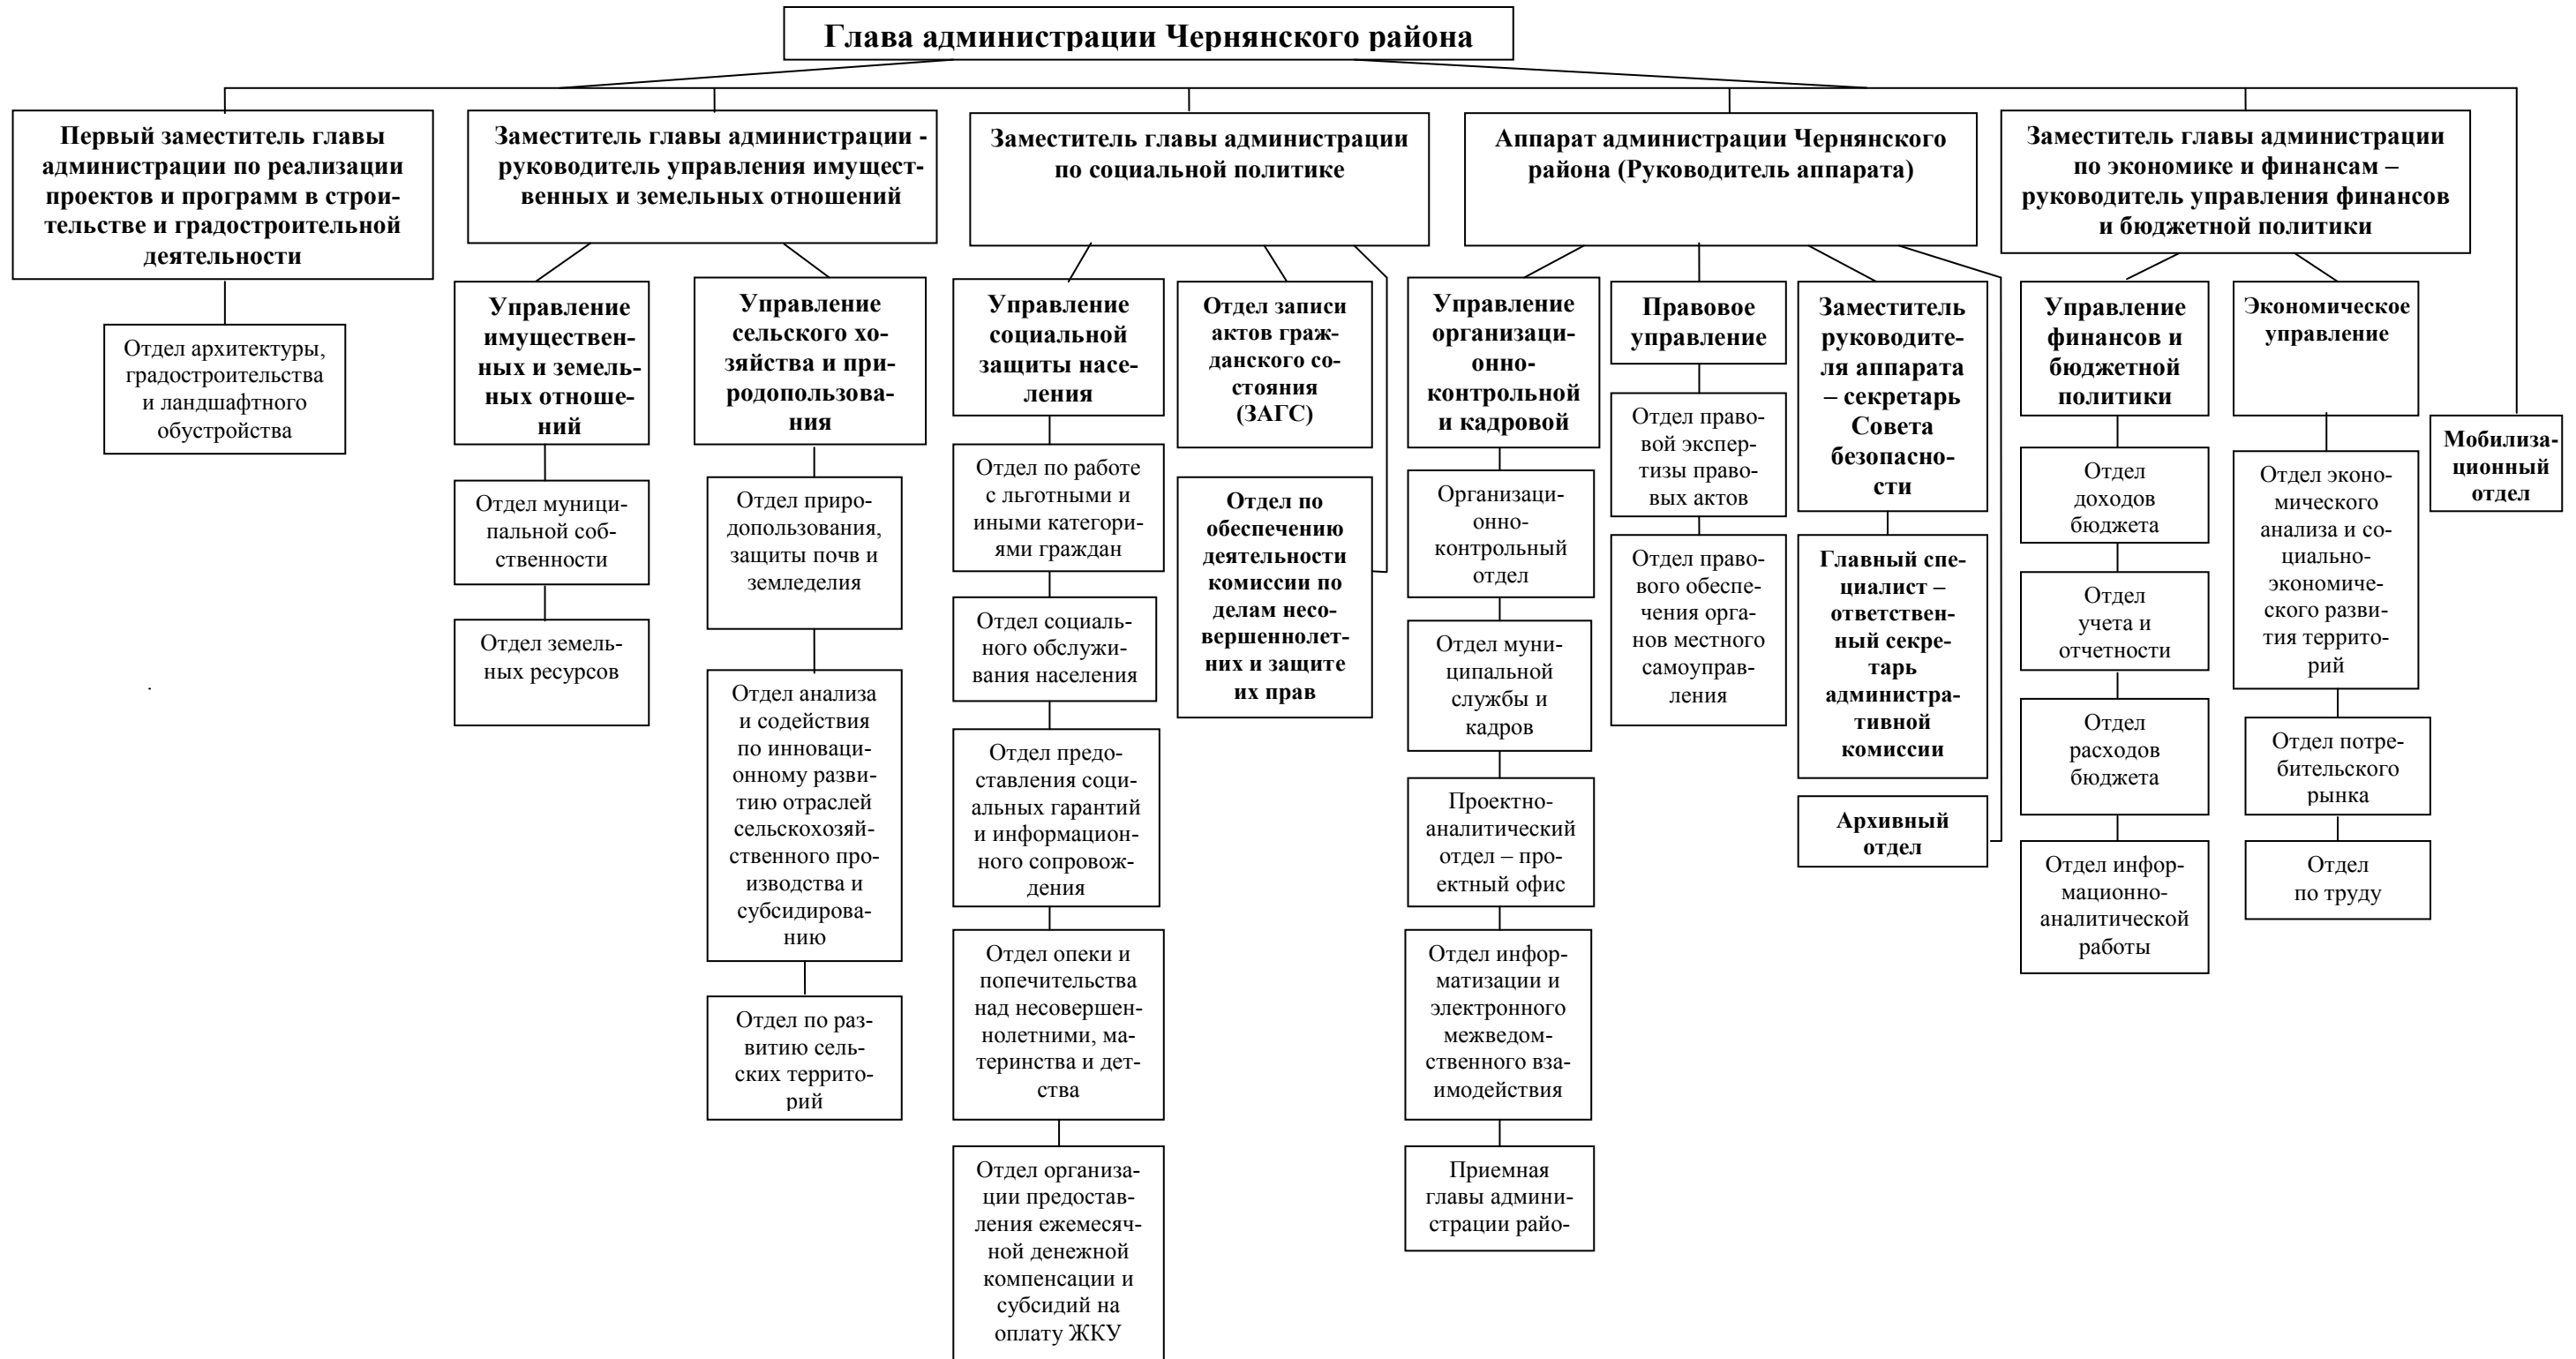 Глава администрации Чернянского района
Первый заместитель главы
администрации по реализации
проектов и программ в строи-
тельстве и градостроительной
деятельности
Заместитель главы администрации -
руководитель управления имущест-
венных и земельных отношений
Заместитель главы администрации
по социальной политике
Аппарат администрации Чернянского
района (Руководитель аппарата)
Заместитель главы администрации
по экономике и финансам –
руководитель управления финансов
и бюджетной политики
Отдел архитектуры,
градостроительства
и ландшафтного
обустройства
Управление
имуществен-
ных и земель-
ных отноше-
ний
Отдел муници-
пальной соб-
ственности
Отдел земель-
ных ресурсов
Управление
сельского хо-
зяйства и при-
родопользова-
ния
Отдел приро-
допользования,
защиты почв и
земледелия
Отдел анализа
и содействия
по инноваци-
онному разви-
тию отраслей
сельскохозяй-
ственного про-
изводства и
субсидирова-
нию
Отдел по раз-
витию сель-
ских террито-
рий
Управление
социальной
защиты насе-
ления
Отдел по работе
с льготными и
иными категори-
ями граждан
Отдел социаль-
ного обслужи-
вания населения
Отдел предо-
ставления соци-
альных гарантий
и информацион-
ного сопровож-
дения
Отдел опеки и
попечительства
над несовершен-
нолетними, ма-
теринства и дет-
ства
Отдел организа-
ции предостав-
ления ежемесяч-
ной денежной
компенсации и
субсидий на
оплату ЖКУ
Отдел записи
актов граж-
данского со-
стояния
(ЗАГС)
Отдел по
обеспечению
деятельности
комиссии по
делам несо-
вершеннолет-
них и защите
их прав
Управление
организаци-
онно-
контрольной
и кадровой
Организаци-
онно-
контрольный
отдел
Отдел муни-
ципальной
службы и
кадров
Проектно-
аналитический
отдел – про-
ектный офис
Отдел инфор-
матизации и
электронного
межведом-
ственного вза-
имодействия
Приемная
главы админи-
страции райо-
Правовое
управление
Отдел право-
вой экспер-
тизы право-
вых актов
Отдел право-
вого обеспе-
чения орга-
нов местного
самоуправ-
ления
Заместитель
руководите-
ля аппарата
– секретарь
Совета
безопасно-
сти
Главный спе-
циалист –
ответствен-
ный секре-
тарь
администра-
тивной
комиссии
Архивный
отдел
Управление
финансов и
бюджетной
политики
Отдел
доходов
бюджета
Отдел
учета и
отчетности
Отдел
расходов
бюджета
Отдел инфор-
мационно-
аналитической
работы
Экономическое
управление
Отдел эконо-
мического
анализа и со-
циально-
экономиче-
ского разви-
тия террито-
рий
Отдел потре-
бительского
рынка
Отдел
по труду
Мобилиза-
ционный
отдел